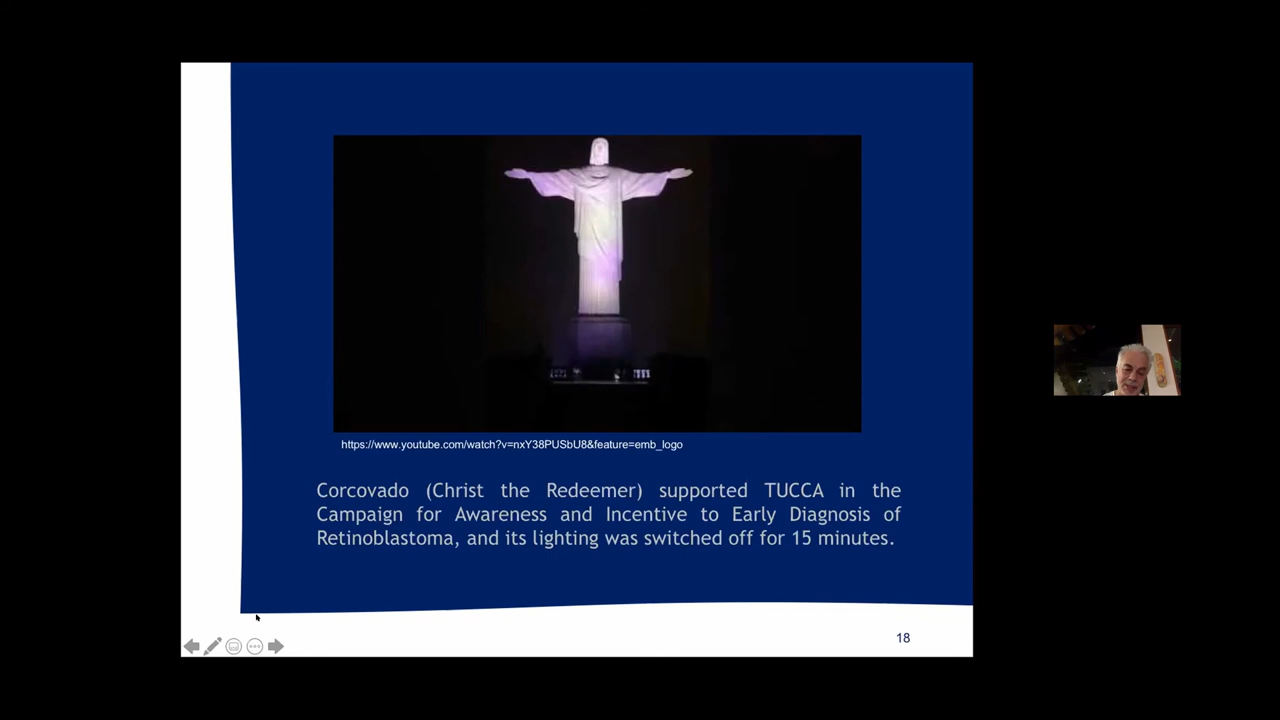 https://www.youtube.com/watch?v=nxY38PUSbU8&feature=emb_logo
Corcovado (Christ the Redeemer) supported TUCCA in the
Campaign for Awareness and Incentive to Early Diagnosis of
Retinoblastoma, and its lighting was switched off for 15 minutes.
18